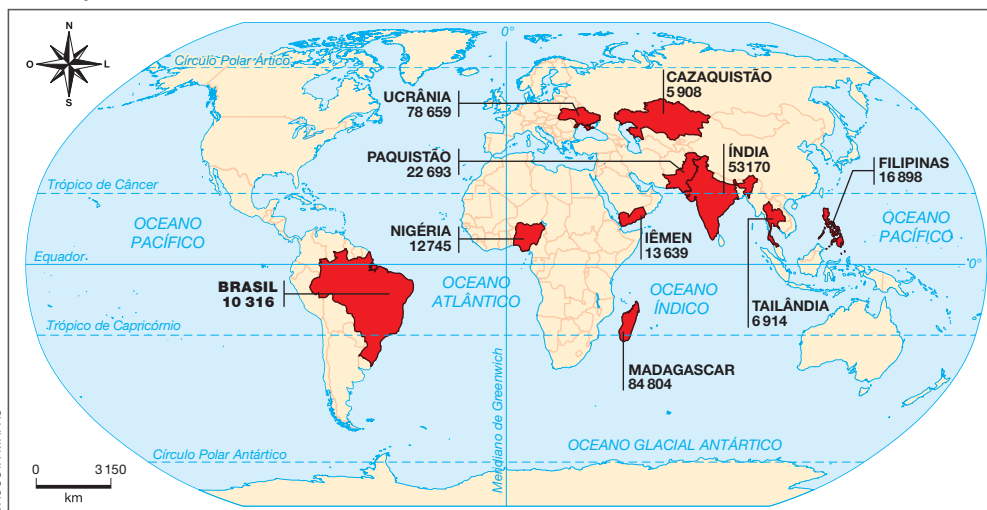 N
O L
S
0°
Círculo Polar Ártico
CAZAQUISTÃO
5 908
UCRÂNIA
78 659
PAQUISTÃO
22 693
ÍNDIA
53170
FILIPINAS
16 898
Trópico de Câncer
OCEANO
PACÍFICO
OCEANO
PACÍFICO
NIGÉRIA
12745
IÊMEN
13 639
Equador
0°
BRASIL
10 316
OCEANO
ATLÂNTICO
OCEANO
ÍNDICO
TAILÂNDIA
6 914
Trópico de Capricórnio
MADAGASCAR
84 804
Meridiano de Greenwich
OCEANO GLACIAL ANTÁRTICO
Círculo Polar Antártico
0 3 150
km